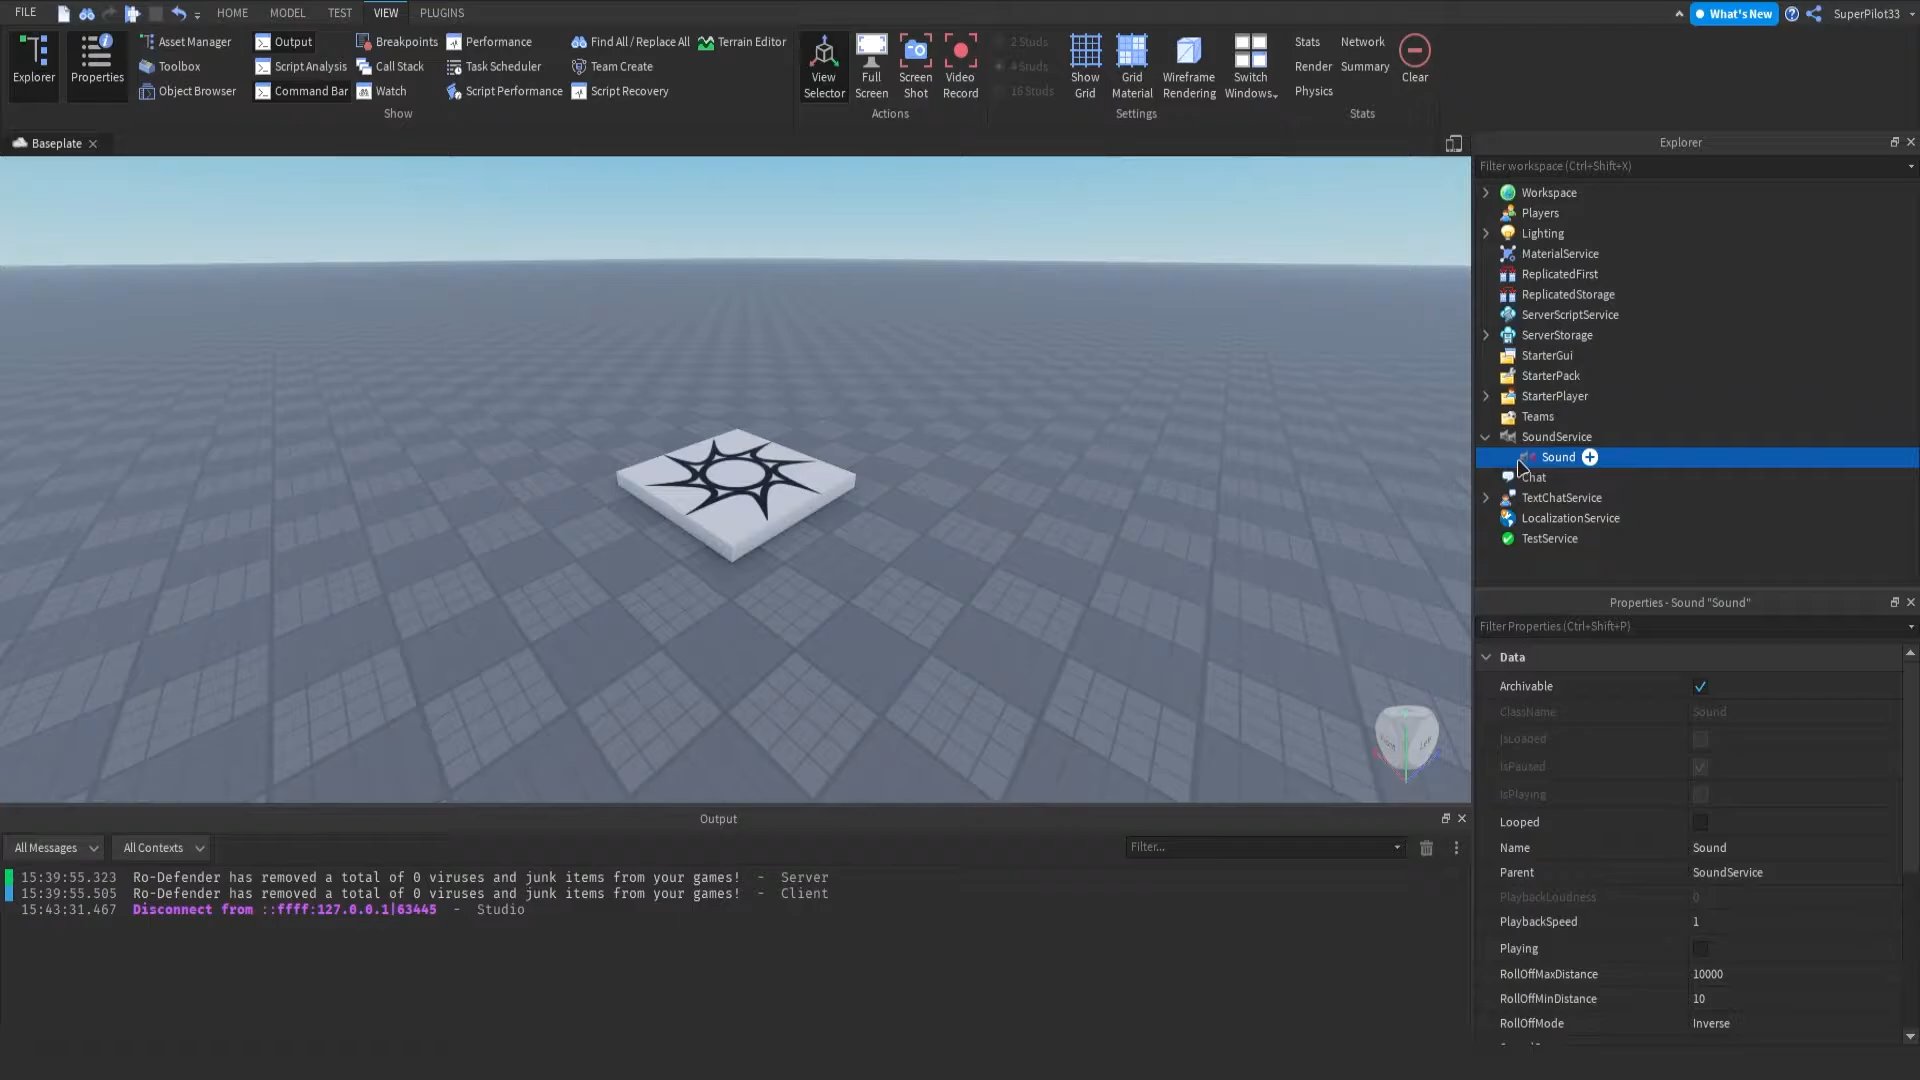 FILE HOME MODEL TEST VIEW PLUGINS What's New SuperPilot33
Explorer
Properties
Asset Manager
Toolbox
Object Browser
Output
Script Analysis
Command Bar
Breakpoints
Call Stack
Watch
Performance
Task Scheduler
Script Performance
Find All / Replace All
Team Create
Script Recovery
Terrain Editor
Show
View
Selector
Full
Screen
Screen
Shot
Video
Record
Actions
2 Studs
4 Studs
16 Studs
Show
Grid
Grid
Material
Wireframe
Rendering
Switch
Windows
Settings
Stats
Render
Physics
Network
Summary
Clear
Stats
Baseplate
Explorer
Filter workspace (Ctrl+Shift+X)
Workspace
Players
Lighting
MaterialService
ReplicatedFirst
ReplicatedStorage
ServerScriptService
ServerStorage
StarterGui
StarterPack
StarterPlayer
Teams
SoundService
Sound
Chat
TextChatService
LocalizationService
TestService
Properties - Sound "Sound"
Filter Properties (Ctrl+Shift+P)
Data
Archivable
ClassName Sound
IsLoaded
IsPaused
IsPlaying
Looped
Name Sound
Parent SoundService
PlaybackLoudness 0
PlaybackSpeed 1
Playing
RollOffMaxDistance 10000
RollOffMinDistance 10
RollOffMode Inverse
Output
All Messages All Contexts Filter...
15:39:55.323 Ro-Defender has removed a total of 0 viruses and junk items from your games! - Server
15:39:55.505 Ro-Defender has removed a total of 0 viruses and junk items from your games! - Client
15:43:31.467 Disconnect from ::ffff:127.0.0.1|63445 - Studio